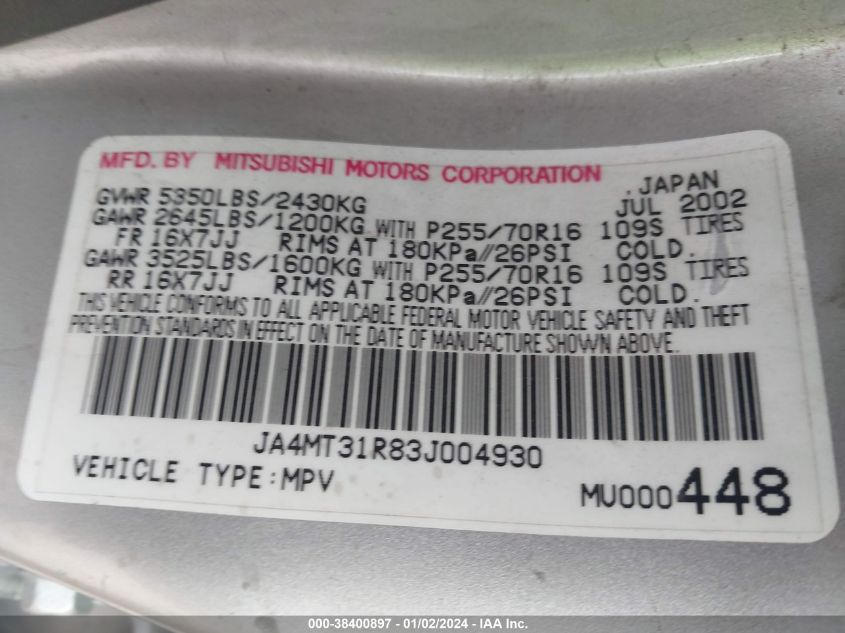 MFD. BY MITSUBISHI MOTORS CORPORATION . JAPAN
GVWR 5350LBS/2430KG JUL 2002
GAWR 2645LBS/1200KG WITH P255/70R16 109S TIRES
FR 16X7JJ RIMS AT 180KPa//26PSI COLD.
GAWR 3525LBS/1600KG WITH P255/70R16 109S TIRES
RR 16X7JJ RIMS AT 180KPa//26PSI COLD.
THIS VEHICLE CONFORMS TO ALL APPLICABLE FEDERAL MOTOR VEHICLE SAFETY AND THEFT
PREVENTION STANDARDS IN EFFECT ON THE DATE OF MANUFACTURE SHOWN ABOVE.
JA4MT31R83J004930
VEHICLE TYPE:MPV MU000448
000-38400897 - 01/02/2024 - IAA Inc.